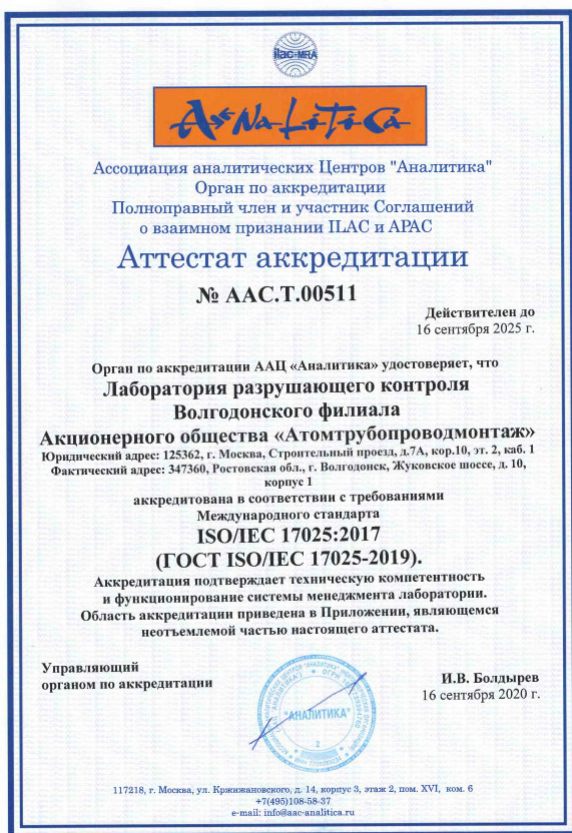 ilac-MRA
AnaLiTiCa
Ассоциация аналитических Центров "Аналитика"
Орган по аккредитации
Полноправный член и участник Соглашений
о взаимном признании ILAC и APAC
Аттестат аккредитации
№ ААС.Т.00511
Действителен до
16 сентября 2025 г.
Орган по аккредитации ААЦ «Аналитика» удостоверяет, что
Лаборатория разрушающего контроля
Волгодонского филиала
Акционерного общества «Атомтрубопроводмонтаж»
Юридический адрес: 125362, г. Москва, Строительный проезд, д.7А, кор.10, эт. 2, каб. 1
Фактический адрес: 347360, Ростовская обл., г. Волгодонск, Жуковское шоссе, д. 10,
корпус 1
аккредитована в соответствии с требованиями
Международного стандарта
ISO/IEC 17025:2017
(ГОСТ ISO/IEC 17025-2019).
Аккредитация подтверждает техническую компетентность
и функционирование системы менеджмента лаборатории.
Область аккредитации приведена в Приложении, являющемся
неотъемлемой частью настоящего аттестата.
Управляющий
органом по аккредитации
"АНАЛИТИКА"
2
И.В. Болдырев
16 сентября 2020 г.
117218, г. Москва, ул. Кржижановского, д. 14, корпус 3, этаж 2, пом. XVI, ком. 6
+7(495)108-58-37
e-mail: info@aac-analitica.ru